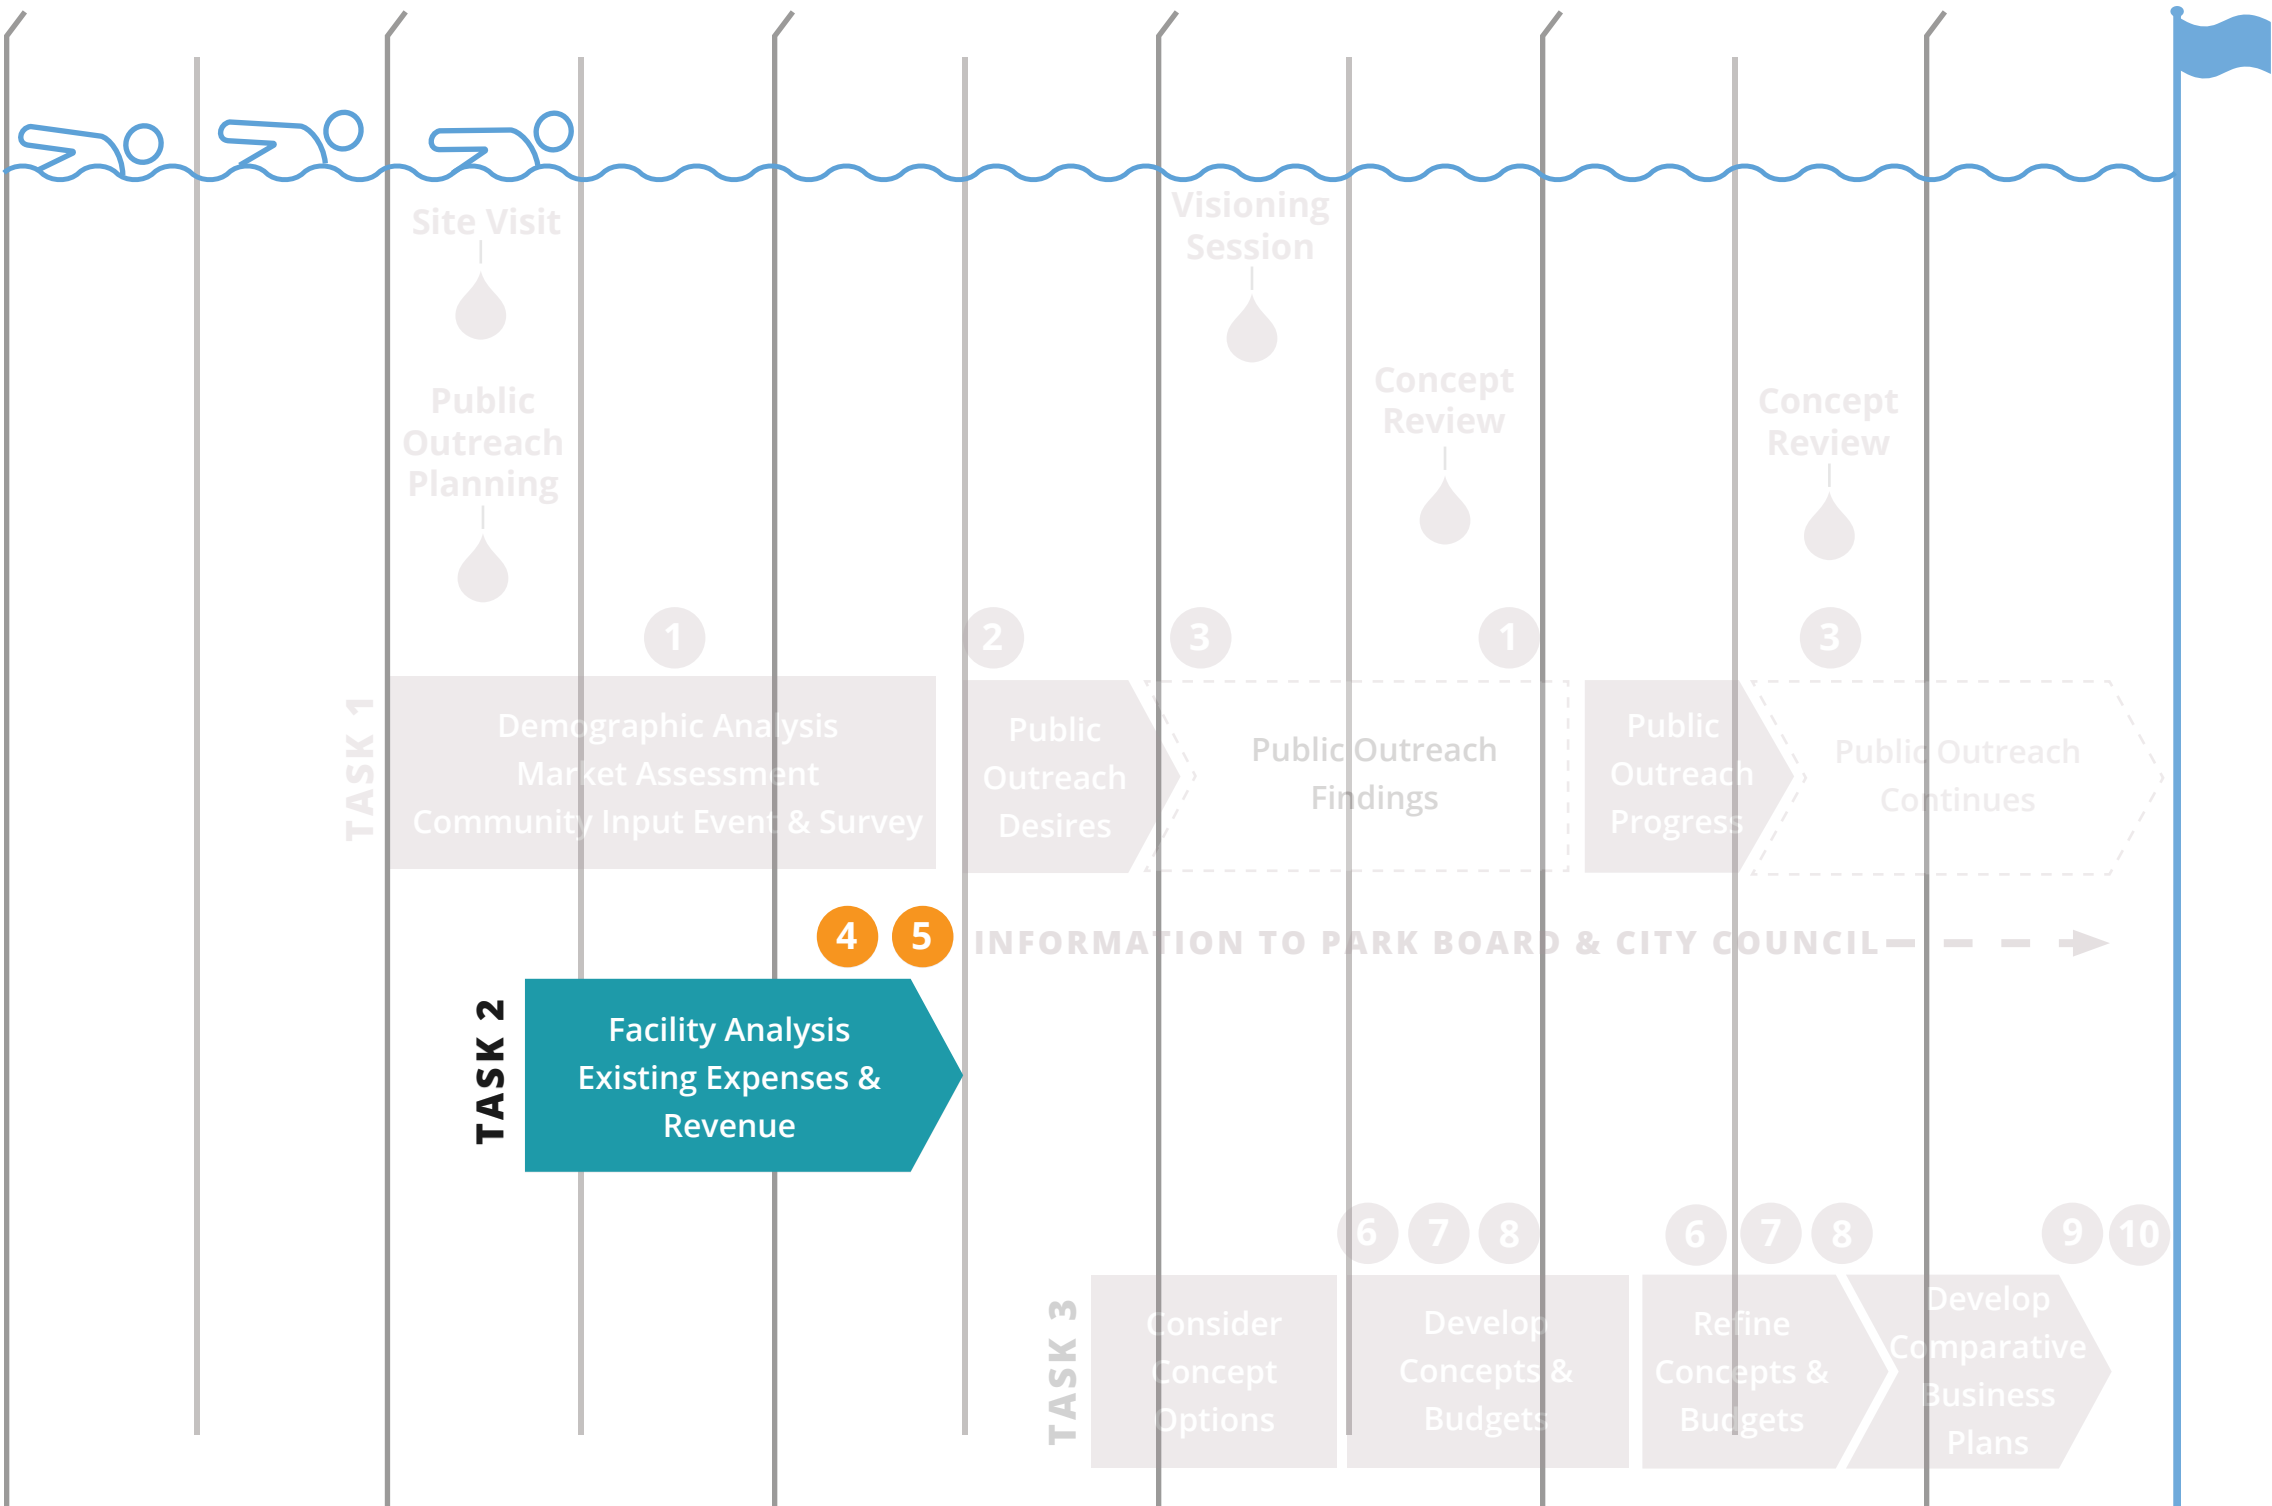 Site Visit
Visioning
Session
Public
Outreach
Planning
Concept
Review
Concept
Review
1
2
3
1
3
TASK 1
Demographic Analysis
Market Assessment
Community Input Event & Survey
Public
Outreach
Desires
Public Outreach
Findings
Public
Outreach
Progress
Public Outreach
Continues
4
5
INFORMATION TO PARK BOARD & CITY COUNCIL
TASK 2
Facility Analysis
Existing Expenses &
Revenue
6
7
8
6
7
8
9
10
TASK 3
Consider
Concept
Options
Develop
Concepts &
Budgets
Refine
Concepts &
Budgets
Develop
Comparative
Business
Plans